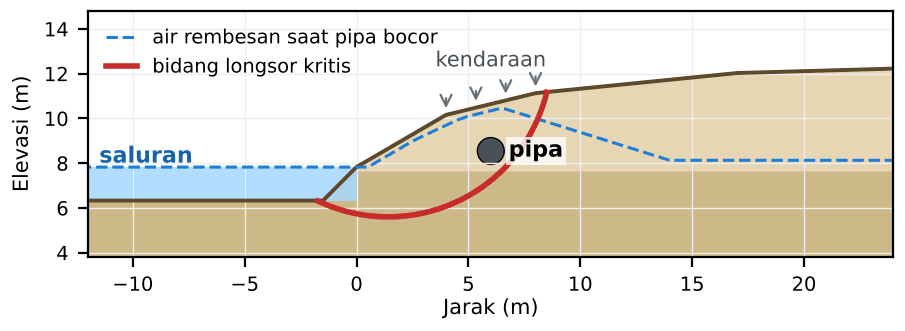 air rembesan saat pipa bocor
bidang longsor kritis
kendaraan
saluran
pipa
Elevasi (m)
14
12
10
8
6
4
−10
−5
0
5
10
15
20
Jarak (m)